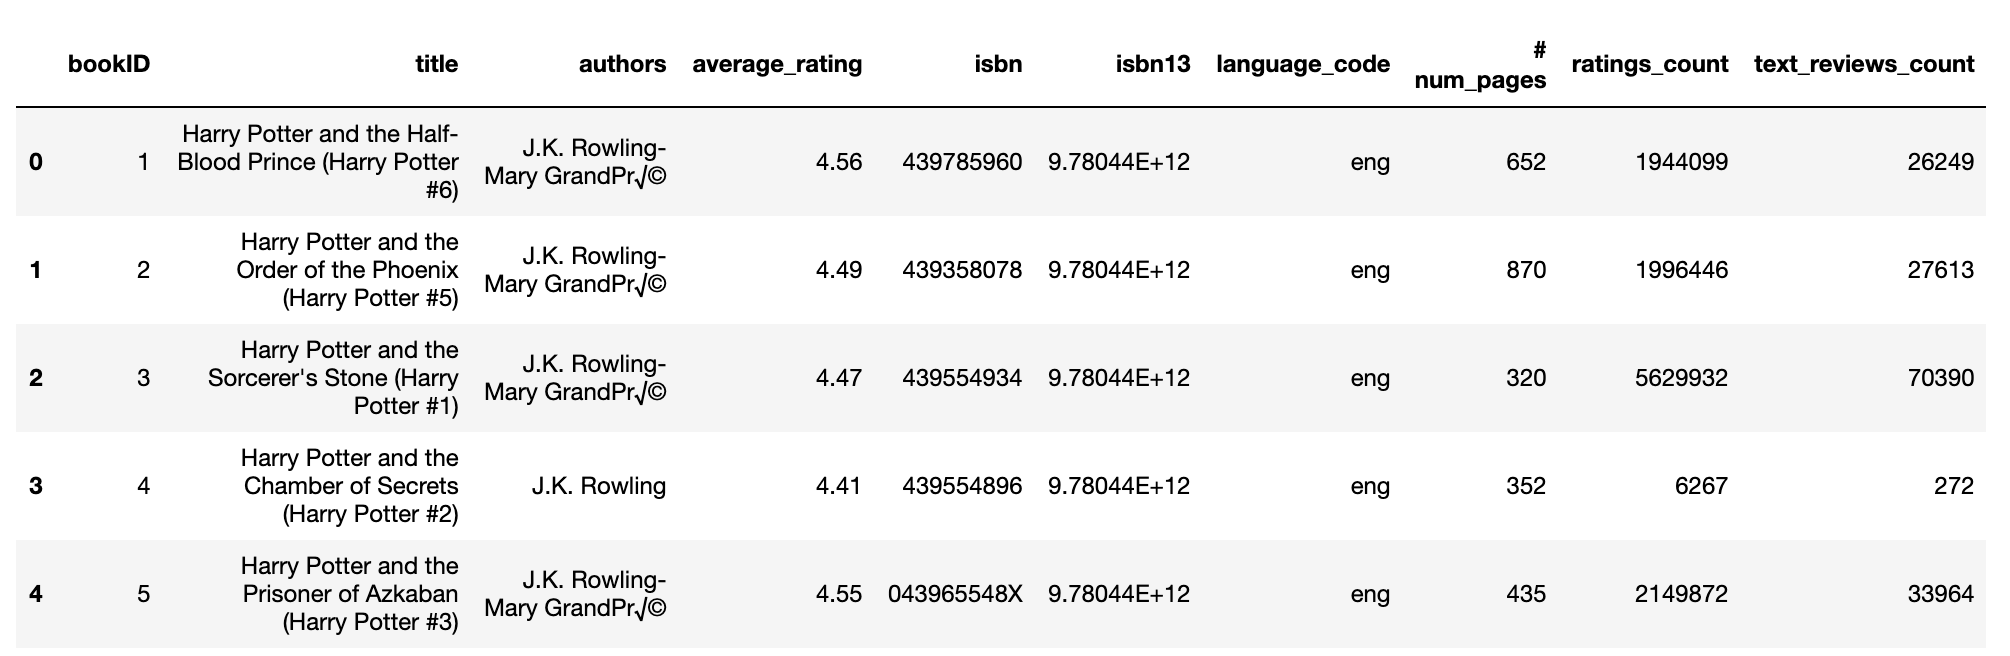 bookID title authors average_rating isbn isbn13 language_code # num_pages ratings_count text_reviews_count
0 1 Harry Potter and the Half-
Blood Prince (Harry Potter
#6) J.K. Rowling-
Mary GrandPr√© 4.56 439785960 9.78044E+12 eng 652 1944099 26249
1 2 Harry Potter and the
Order of the Phoenix
(Harry Potter #5) J.K. Rowling-
Mary GrandPr√© 4.49 439358078 9.78044E+12 eng 870 1996446 27613
2 3 Harry Potter and the
Sorcerer's Stone (Harry
Potter #1) J.K. Rowling-
Mary GrandPr√© 4.47 439554934 9.78044E+12 eng 320 5629932 70390
3 4 Harry Potter and the
Chamber of Secrets
(Harry Potter #2) J.K. Rowling 4.41 439554896 9.78044E+12 eng 352 6267 272
4 5 Harry Potter and the
Prisoner of Azkaban
(Harry Potter #3) J.K. Rowling-
Mary GrandPr√© 4.55 043965548X 9.78044E+12 eng 435 2149872 33964